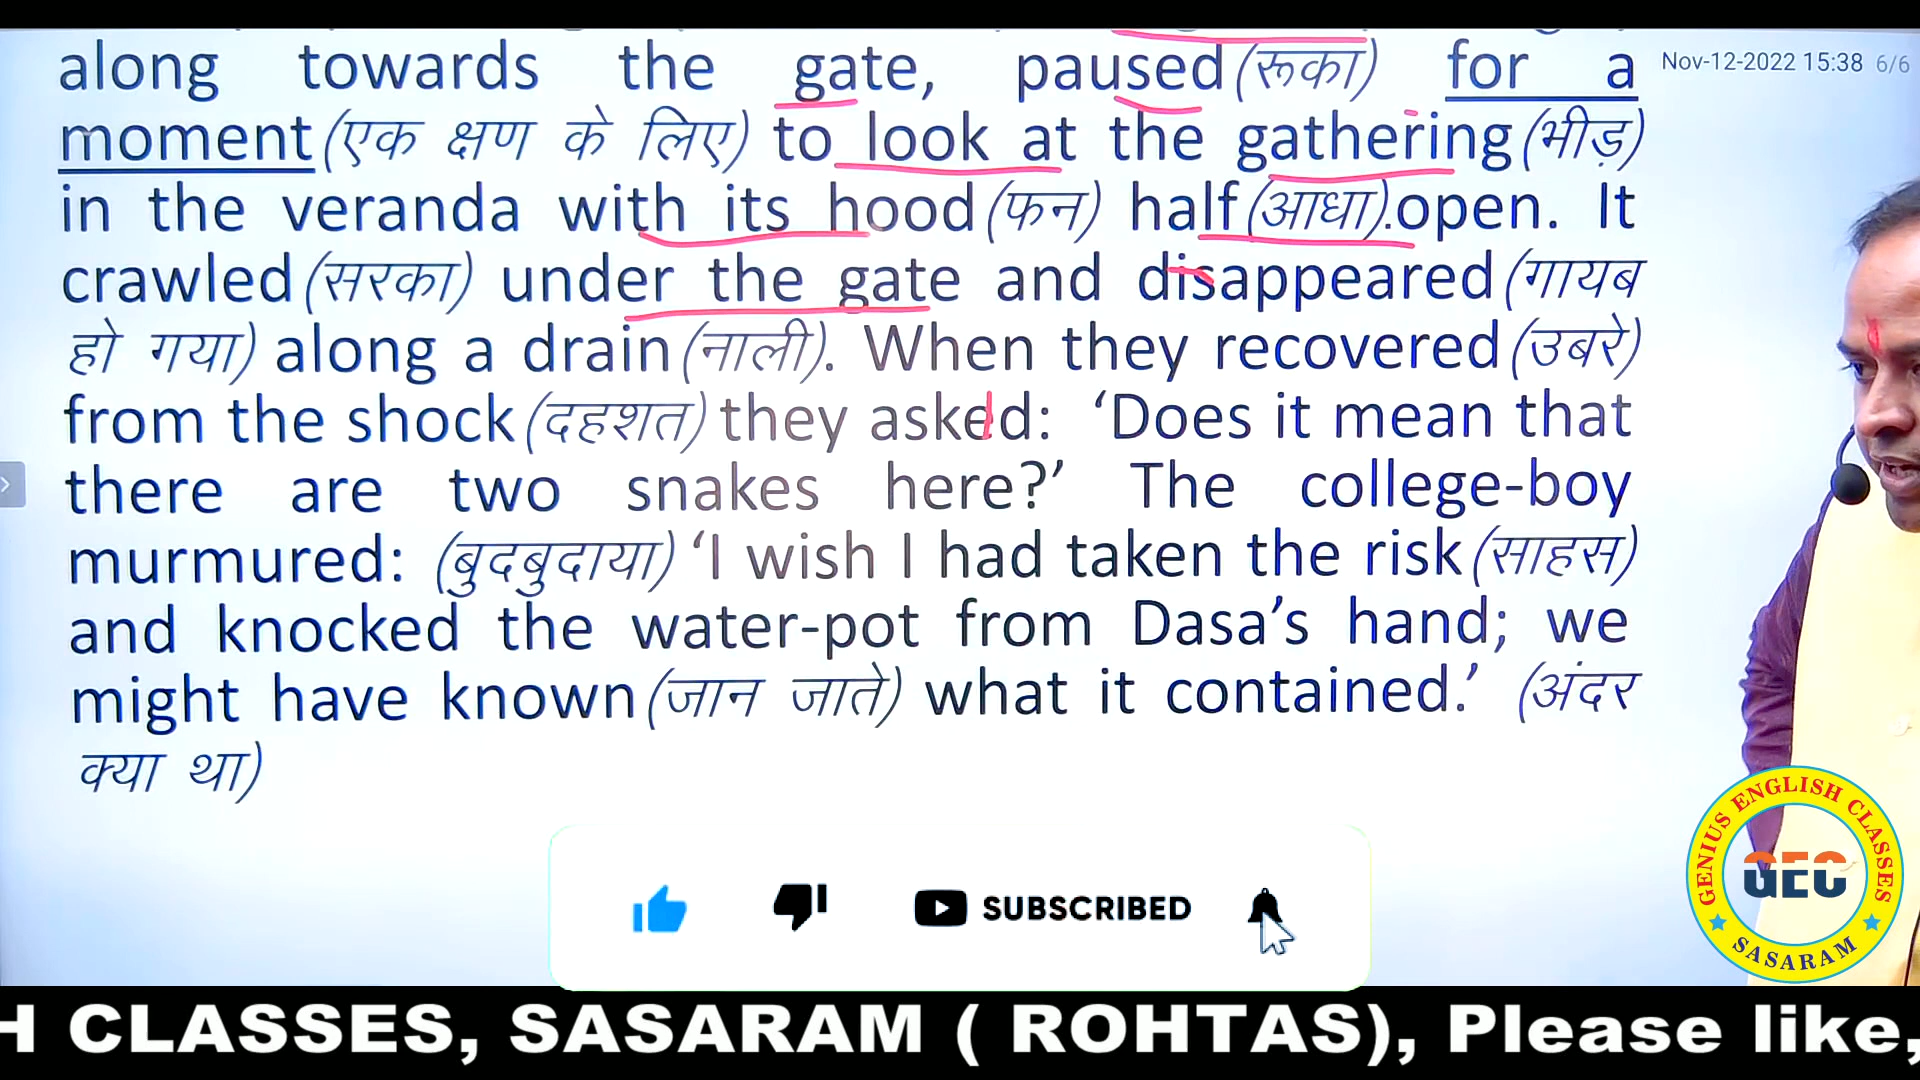 along towards the gate, paused(रूका) for a
Nov-12-2022 15:38 6/6
moment(एक क्षण के लिए) to look at the gathering(भीड़)
in the veranda with its hood(फन) half(आधा).open. It
crawled(सरका) under the gate and disappeared(गायब
हो गया) along a drain(नाली). When they recovered(उबरे)
from the shock(दहशत) they asked: ‘Does it mean that
there are two snakes here?’ The college-boy
murmured: (बुदबुदाया) ‘I wish I had taken the risk(साहस)
and knocked the water-pot from Dasa’s hand; we
might have known(जान जाते) what it contained.’ (अंदर
क्या था)
SUBSCRIBED
GENIUS ENGLISH CLASSES
GEC
SASARAM
H CLASSES, SASARAM ( ROHTAS), Please like,